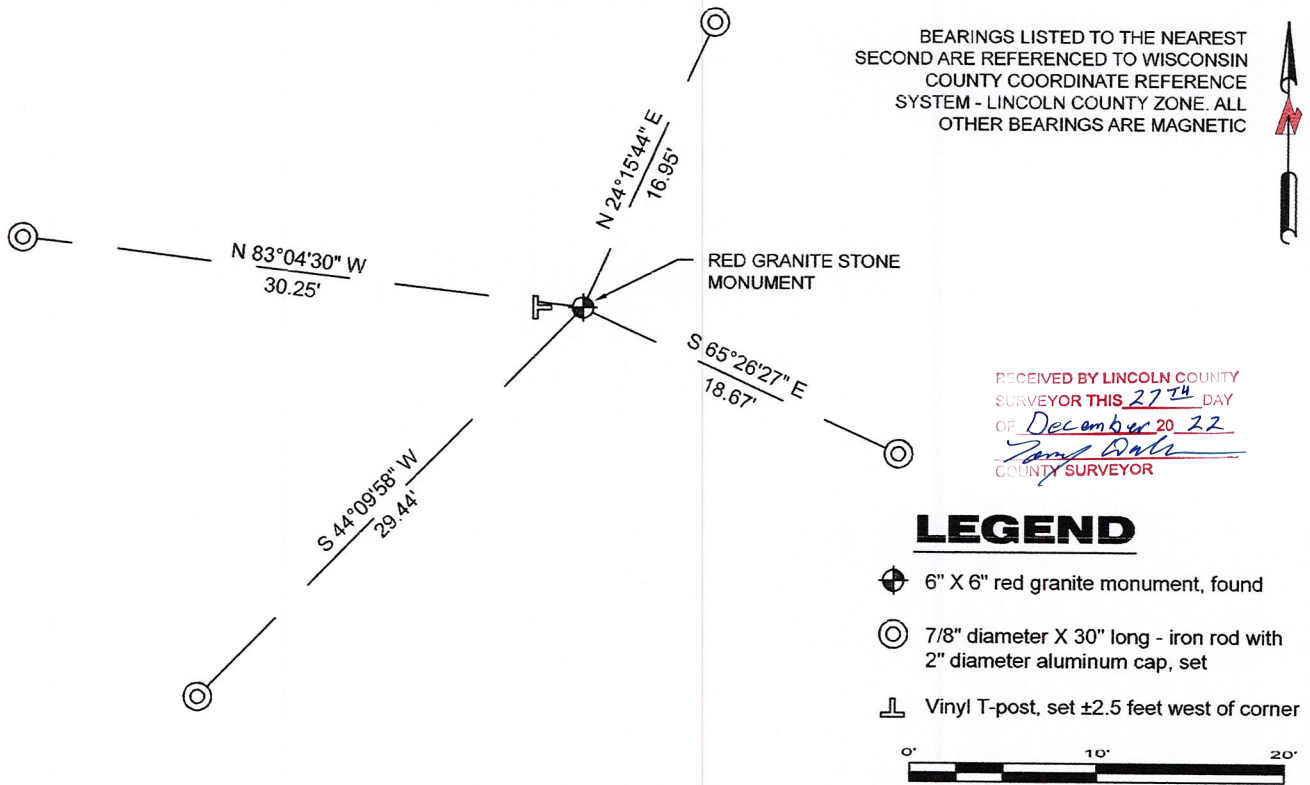 BEARINGS LISTED TO THE NEAREST
SECOND ARE REFERENCED TO WISCONSIN
COUNTY COORDINATE REFERENCE
SYSTEM - LINCOLN COUNTY ZONE. ALL
OTHER BEARINGS ARE MAGNETIC
N
N 24°15'44" E
16.95'
N 83°04'30" W
30.25'
RED GRANITE STONE
MONUMENT
S 65°26'27" E
18.67'
S 44°09'58" W
29.44'
RECEIVED BY LINCOLN COUNTY
SURVEYOR THIS 27TH DAY
OF December 20 22
COUNTY SURVEYOR
LEGEND
6" X 6" red granite monument, found
7/8" diameter X 30" long - iron rod with
2" diameter aluminum cap, set
Vinyl T-post, set ±2.5 feet west of corner
0' 10' 20'